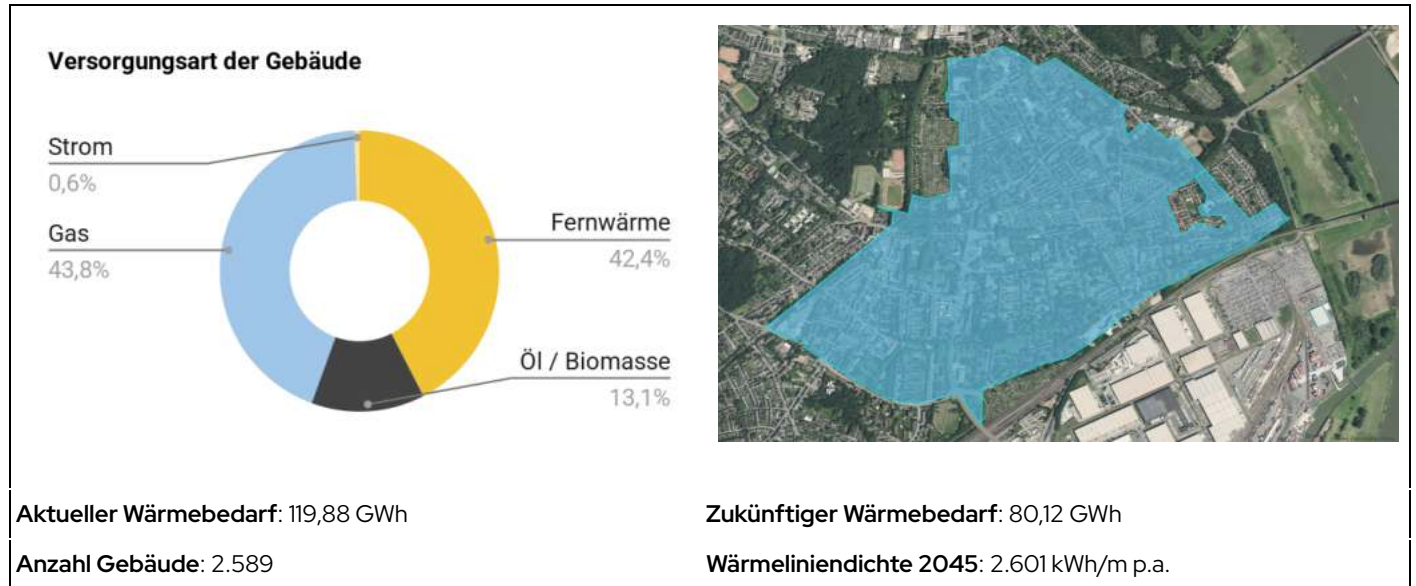 Versorgungsart der Gebäude
Strom
0,6%
Gas
43,8%
Fernwärme
42,4%
Öl / Biomasse
13,1%
Aktueller Wärmebedarf: 119,88 GWh
Zukünftiger Wärmebedarf: 80,12 GWh
Anzahl Gebäude: 2.589
Wärmeliniendichte 2045: 2.601 kWh/m p.a.